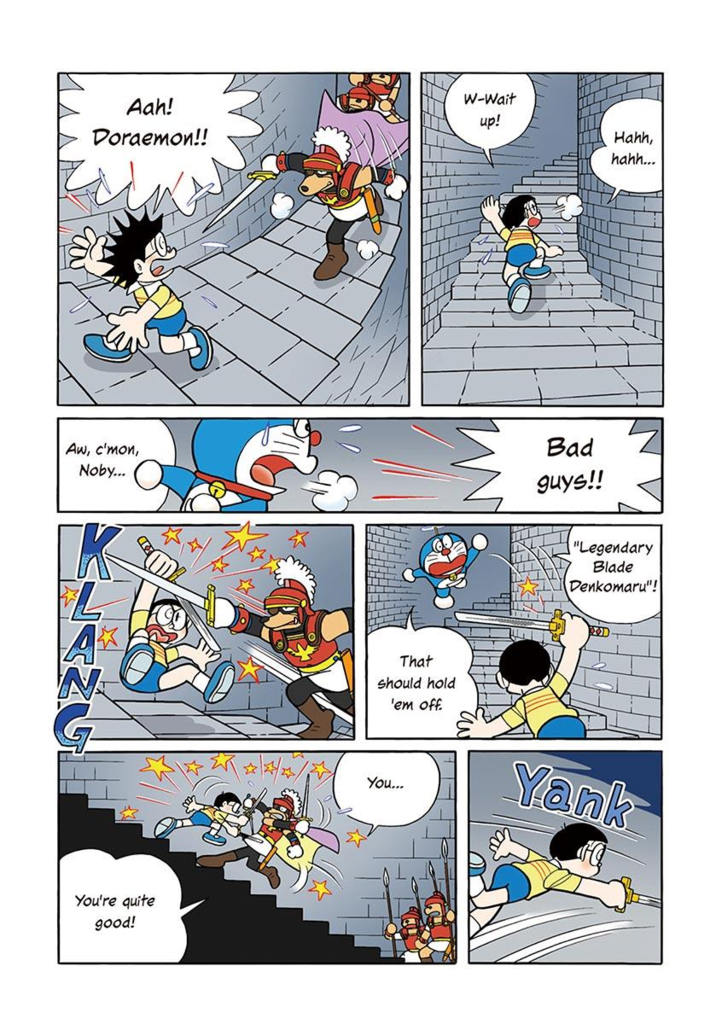 Hahh,
hahh...
W-Wait
up!
Aah!
Doraemon!!
Bad
guys!!
Aw, c'mon,
Noby...
"Legendary
Blade
Denkomaru"!
That
should hold
'em off.
KLANG
Yank
You...
You're quite
good!